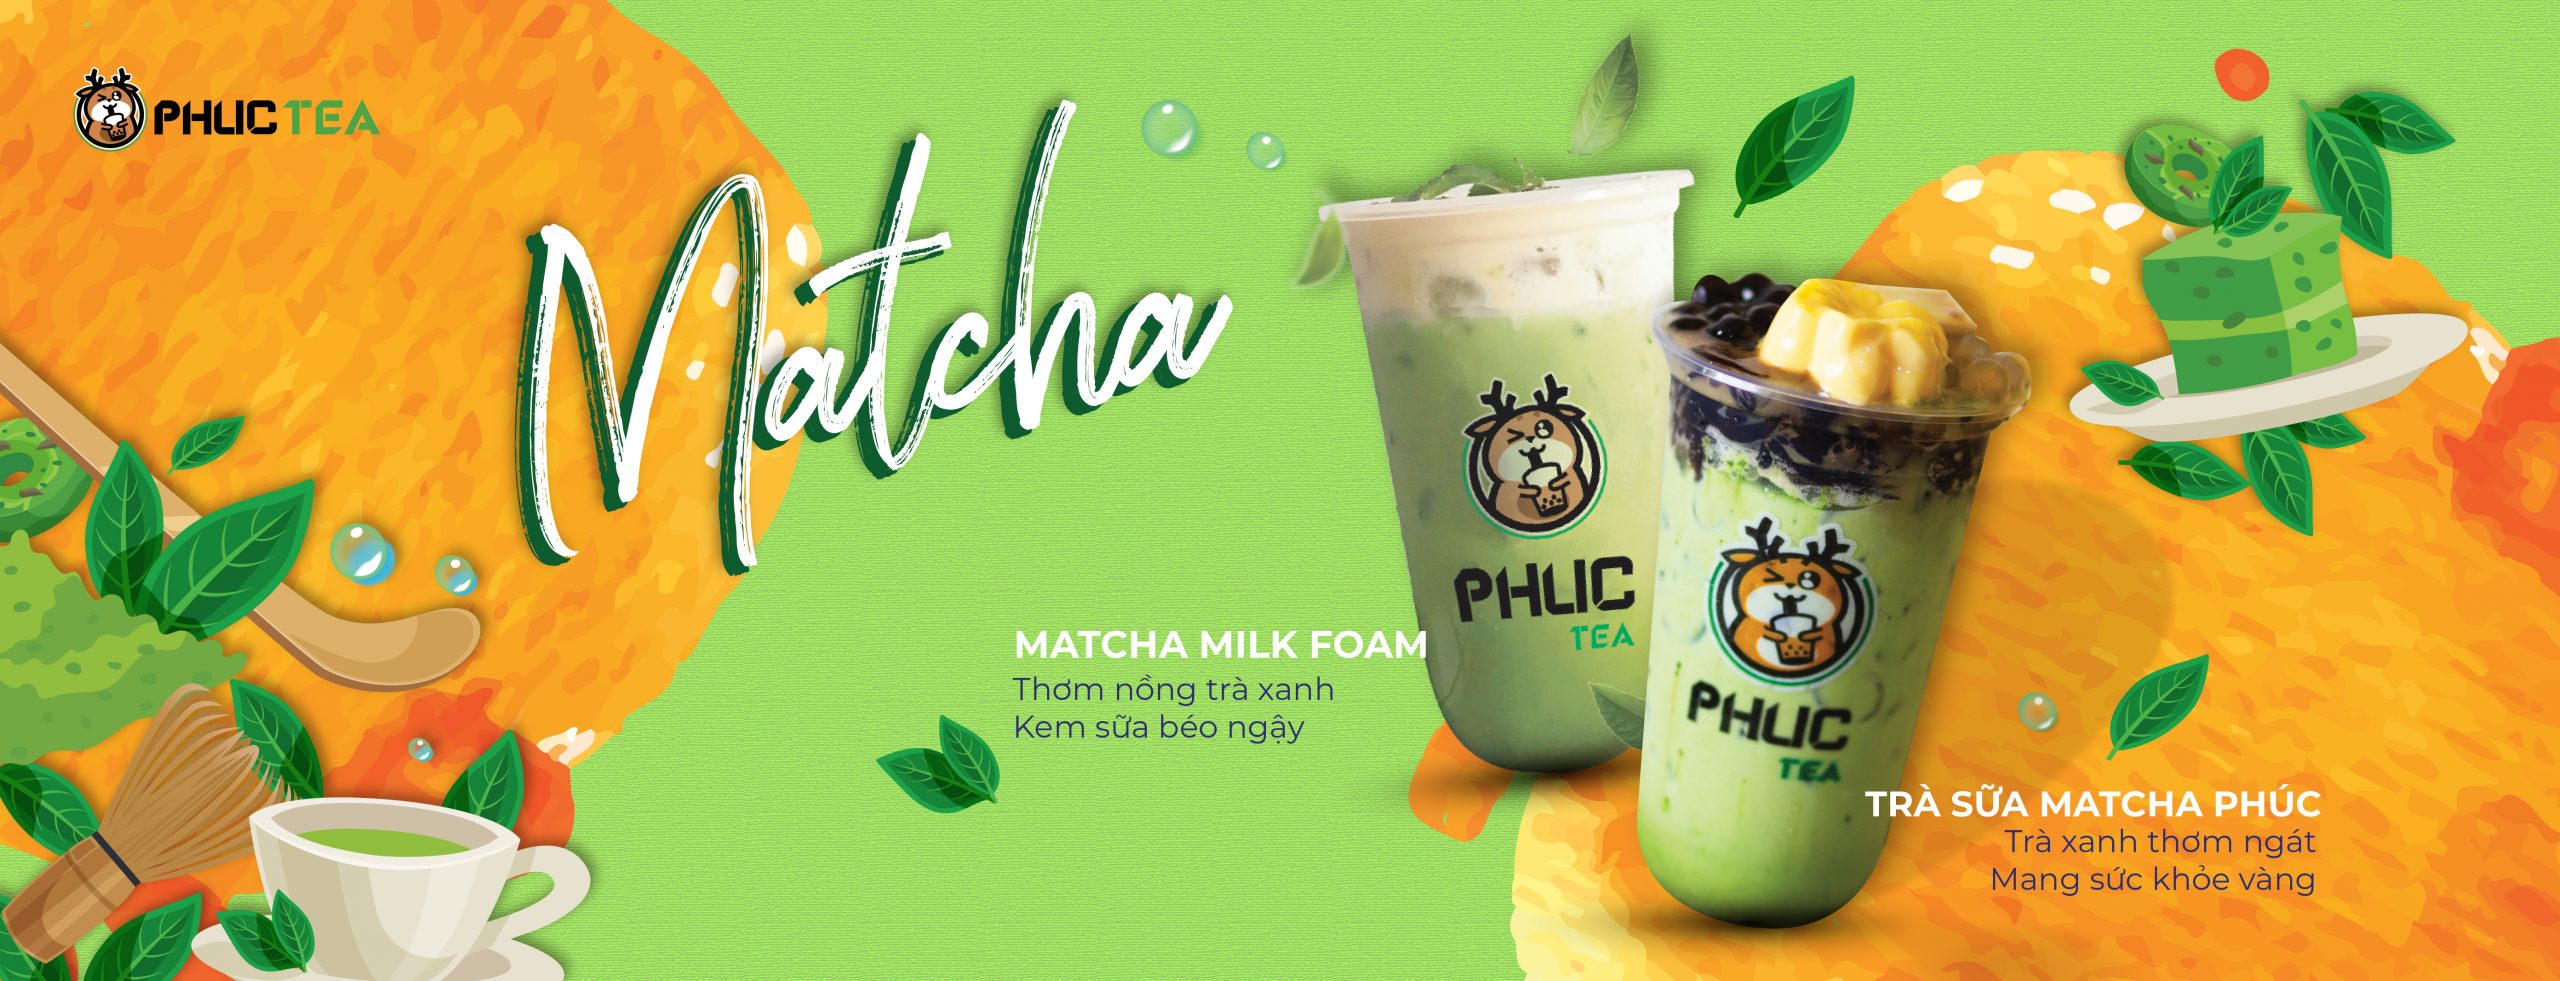 PHUC TEA
Matcha
PHUC
TEA
PHUC
TEA
MATCHA MILK FOAM
Thơm nồng trà xanh
Kem sữa béo ngậy
TRÀ SỮA MATCHA PHÚC
Trà xanh thơm ngát
Mang sức khỏe vàng